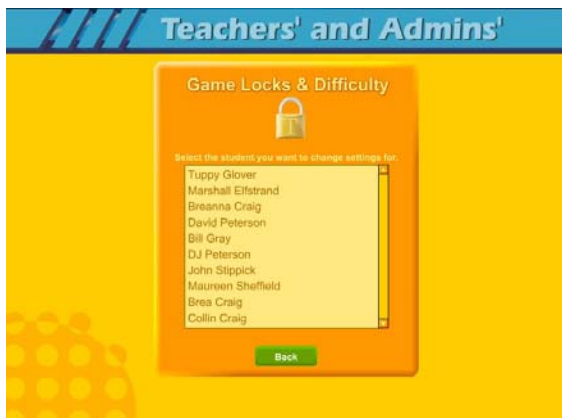 Teachers' and Admins'
Game Locks & Difficulty
T
Select the student you want to change settings for.
Tuppy Glover
Marshall Elfstrand
Breanna Craig
David Peterson
Bill Gray
DJ Peterson
John Stippick
Maureen Sheffield
Brea Craig
Collin Craig
Back